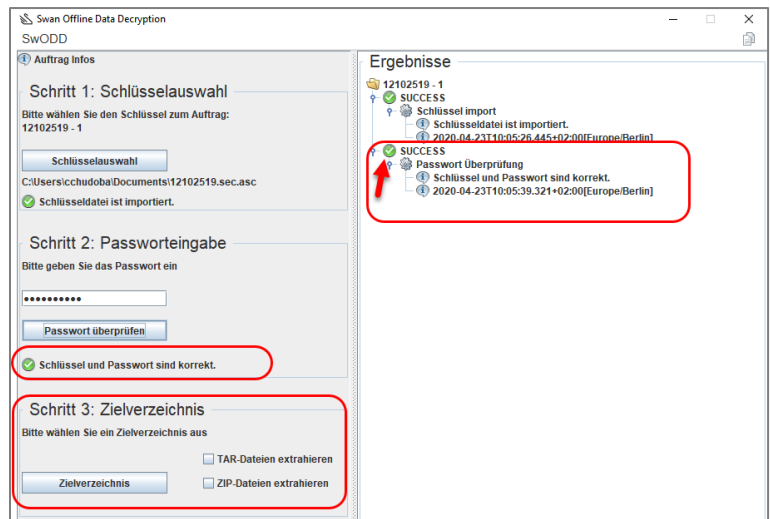 Swan Offline Data Decryption
SwODD
Auftrag Infos
Schritt 1: Schlüsselauswahl
Bitte wählen Sie den Schlüssel zum Auftrag:
12102519 - 1
Schlüsselauswahl
C:\Users\cchudoba\Documents\12102519.sec.asc
Schlüsseldatei ist importiert.
Schritt 2: Passworteingabe
Bitte geben Sie das Passwort ein
••••••••••
Passwort überprüfen
Schlüssel und Passwort sind korrekt.
Schritt 3: Zielverzeichnis
Bitte wählen Sie ein Zielverzeichnis aus
TAR-Dateien extrahieren
Zielverzeichnis
ZIP-Dateien extrahieren
Ergebnisse
12102519 - 1
SUCCESS
Schlüssel import
Schlüsseldatei ist importiert.
2020-04-23T10:05:26.445+02:00[Europe/Berlin]
SUCCESS
Passwort Überprüfung
Schlüssel und Passwort sind korrekt.
2020-04-23T10:05:39.321+02:00[Europe/Berlin]